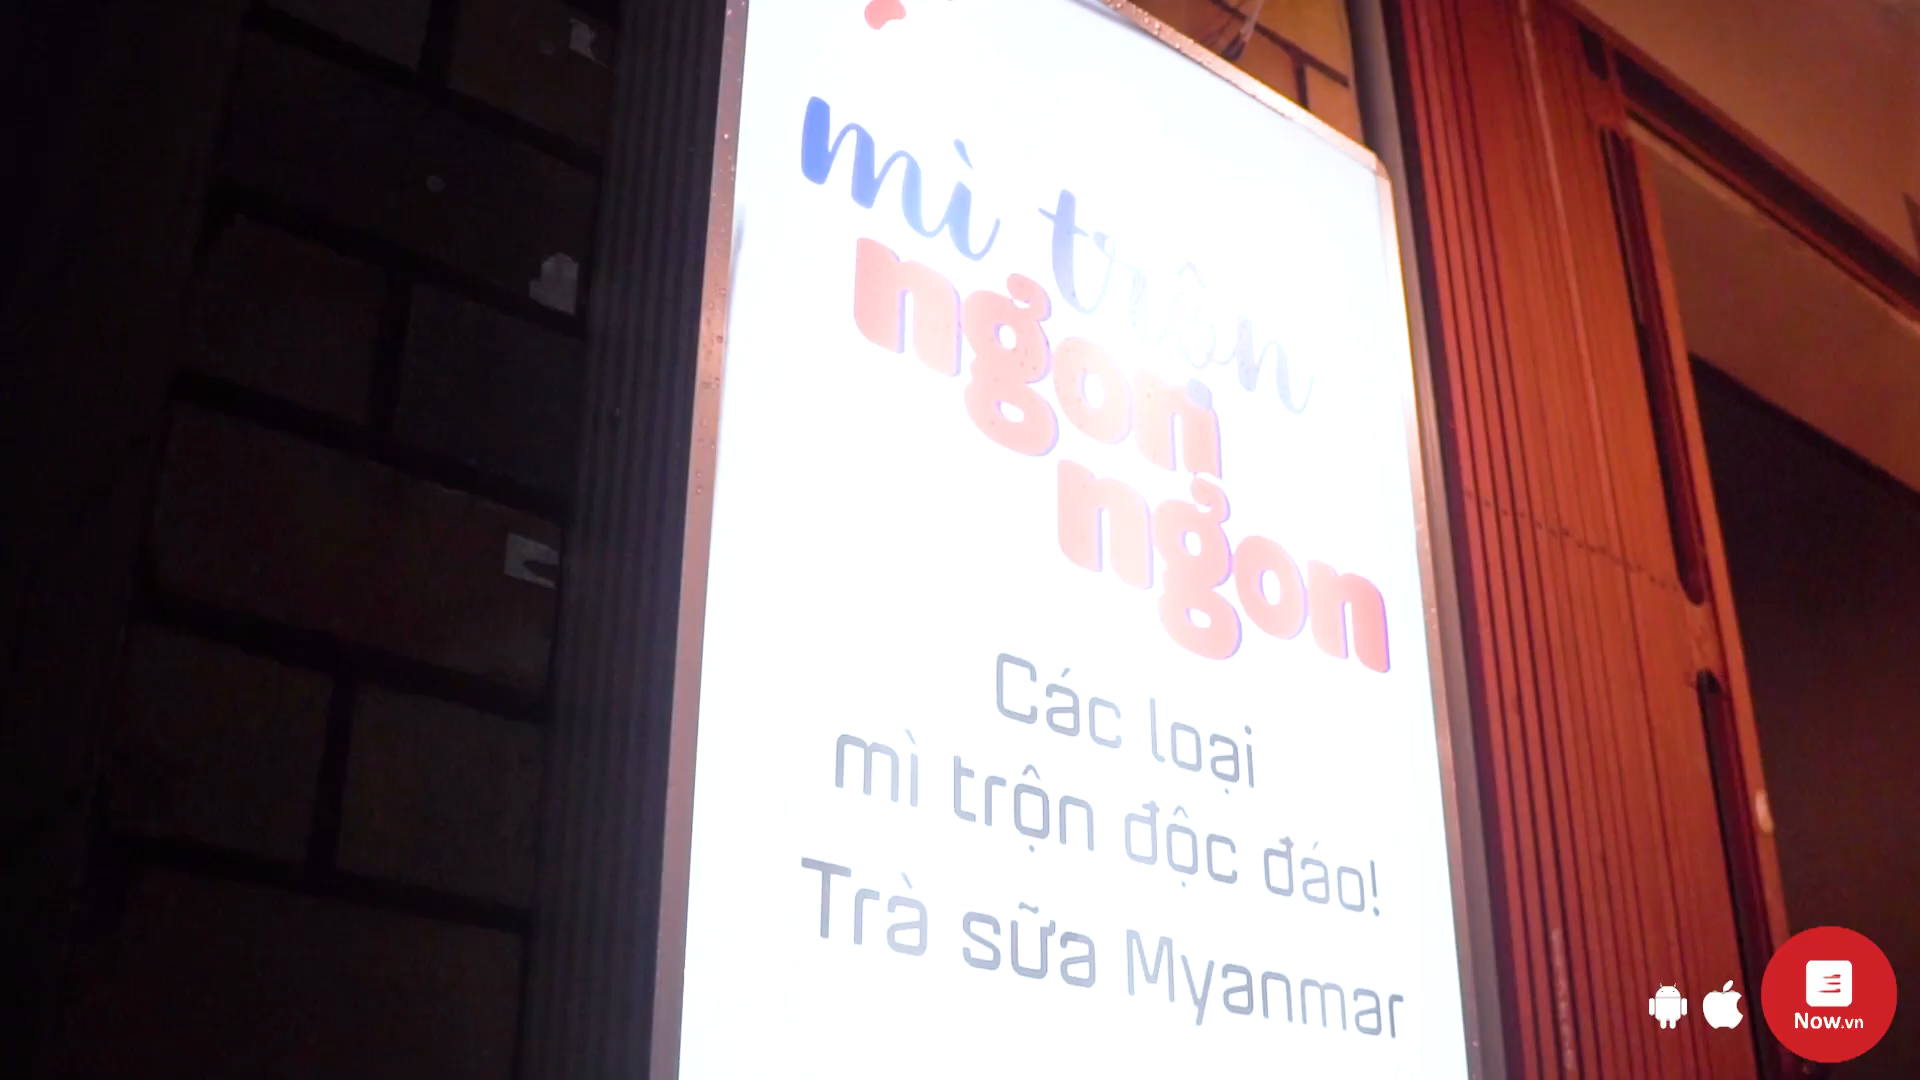 mì trộn
ngon
ngon
Các loại
mì trộn độc đáo!
Trà sữa Myanmar
Now.vn